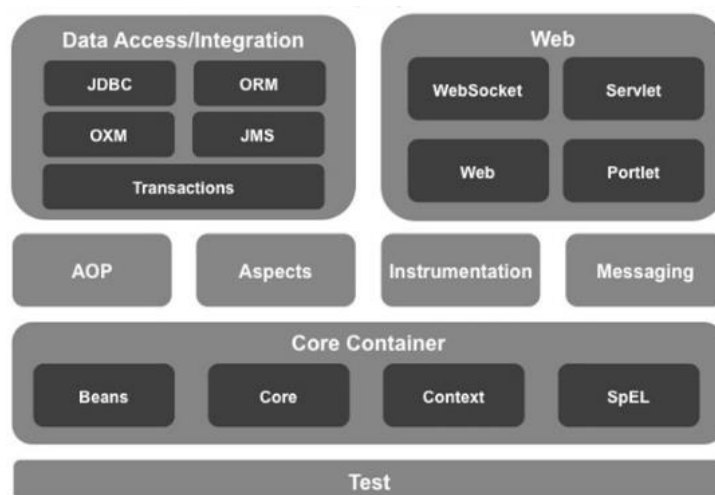 Data Access/Integration
JDBC
ORM
OXM
JMS
Transactions
Web
WebSocket
Servlet
Web
Portlet
AOP
Aspects
Instrumentation
Messaging
Core Container
Beans
Core
Context
SpEL
Test